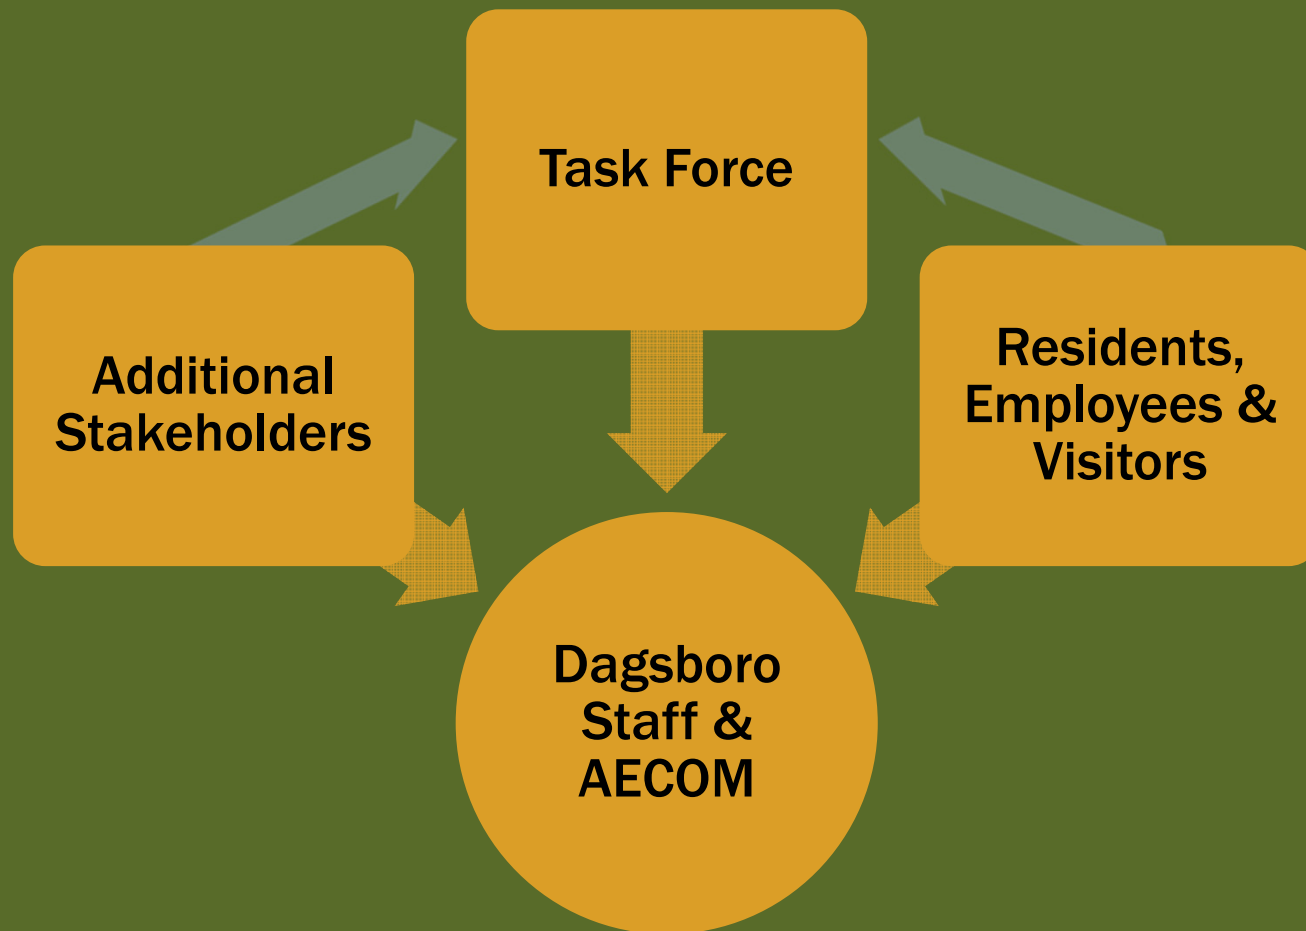 Task Force
Additional
Stakeholders
Residents,
Employees &
Visitors
Dagsboro
Staff &
AECOM